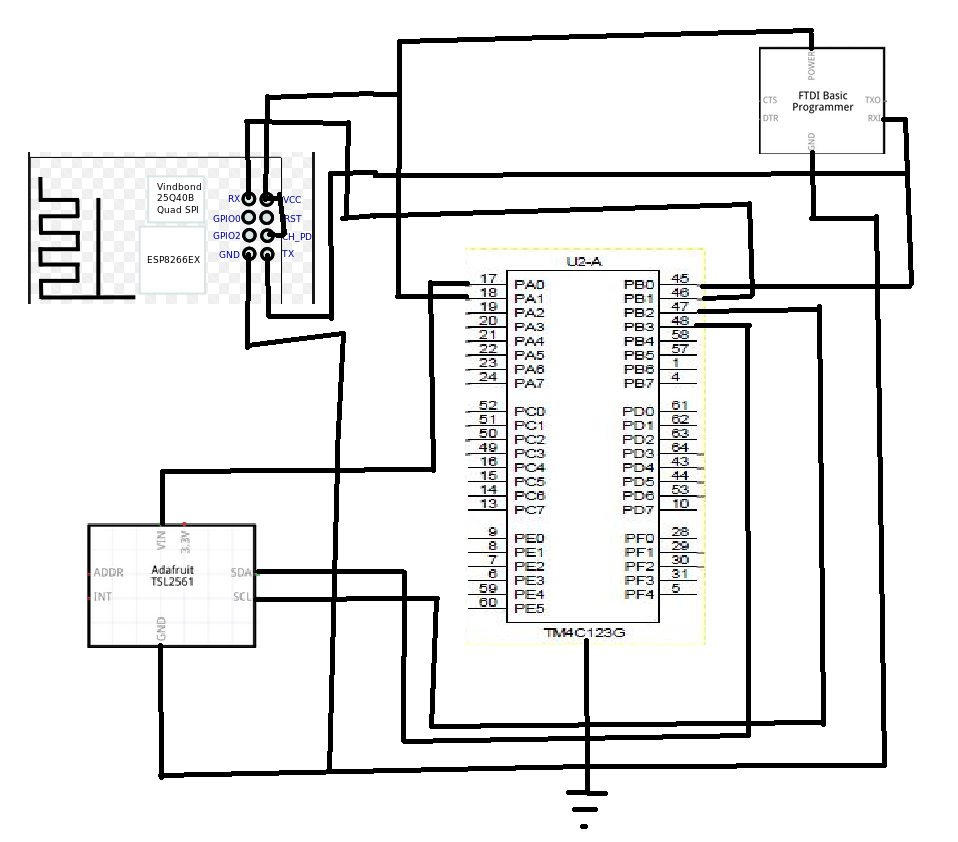 POWER
FTDI Basic
Programmer
CTS
TXO
DTR
RXI
GND
Vindbond
25Q40B
Quad SPI
ESP8266EX
RX
VCC
GPIO0
RST
GPIO2
CH_PD
GND
TX
U2-A
17 PA0 PB0 45
18 PA1 PB1 46
19 PA2 PB2 47
20 PA3 PB3 48
21 PA4 PB4 58
22 PA5 PB5 57
23 PA6 PB6 1
24 PA7 PB7 4
52 PC0 PD0 61
51 PC1 PD1 62
50 PC2 PD2 63
49 PC3 PD3 64
16 PC4 PD4 43
15 PC5 PD5 44
14 PC6 PD6 53
13 PC7 PD7 10
9 PE0 PF0 28
8 PE1 PF1 29
7 PE2 PF2 30
6 PE3 PF3 31
59 PE4 PF4 5
60 PE5
TM4C123G
VIN
3.3V
Adafruit
TSL2561
ADDR
SDA
INT
SCL
GND